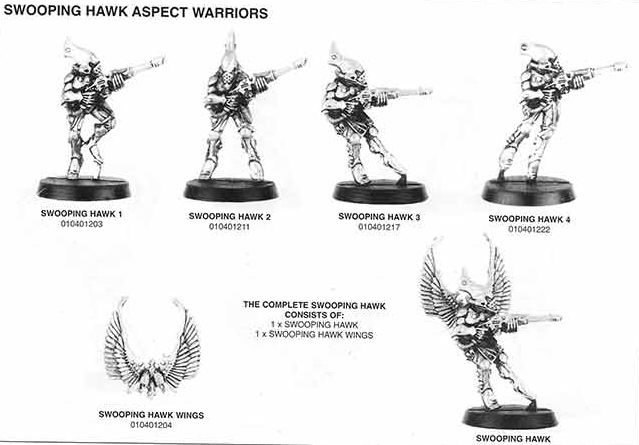 SWOOPING HAWK ASPECT WARRIORS
SWOOPING HAWK 1
010401203
SWOOPING HAWK 2
010401211
SWOOPING HAWK 3
010401217
SWOOPING HAWK 4
010401222
THE COMPLETE SWOOPING HAWK
CONSISTS OF:
1 x SWOOPING HAWK
1 x SWOOPING HAWK WINGS
SWOOPING HAWK WINGS
010401204
SWOOPING HAWK